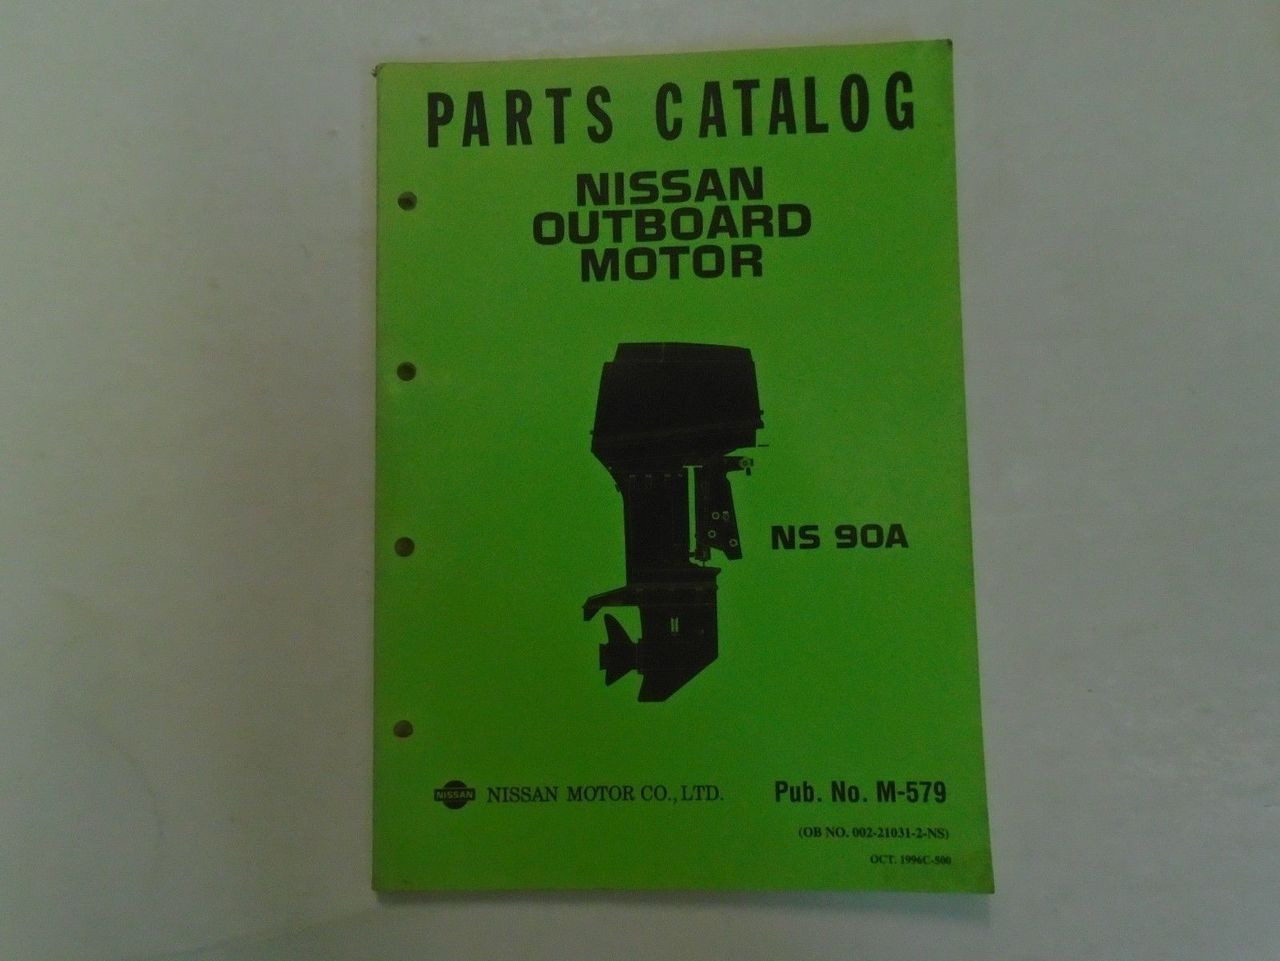 PARTS CATALOG
NISSAN
OUTBOARD
MOTOR
NS 90A
NISSAN
NISSAN MOTOR CO., LTD.
Pub. No. M-579
(OB NO. 002-21031-2-NS)
OCT. 1996C-500